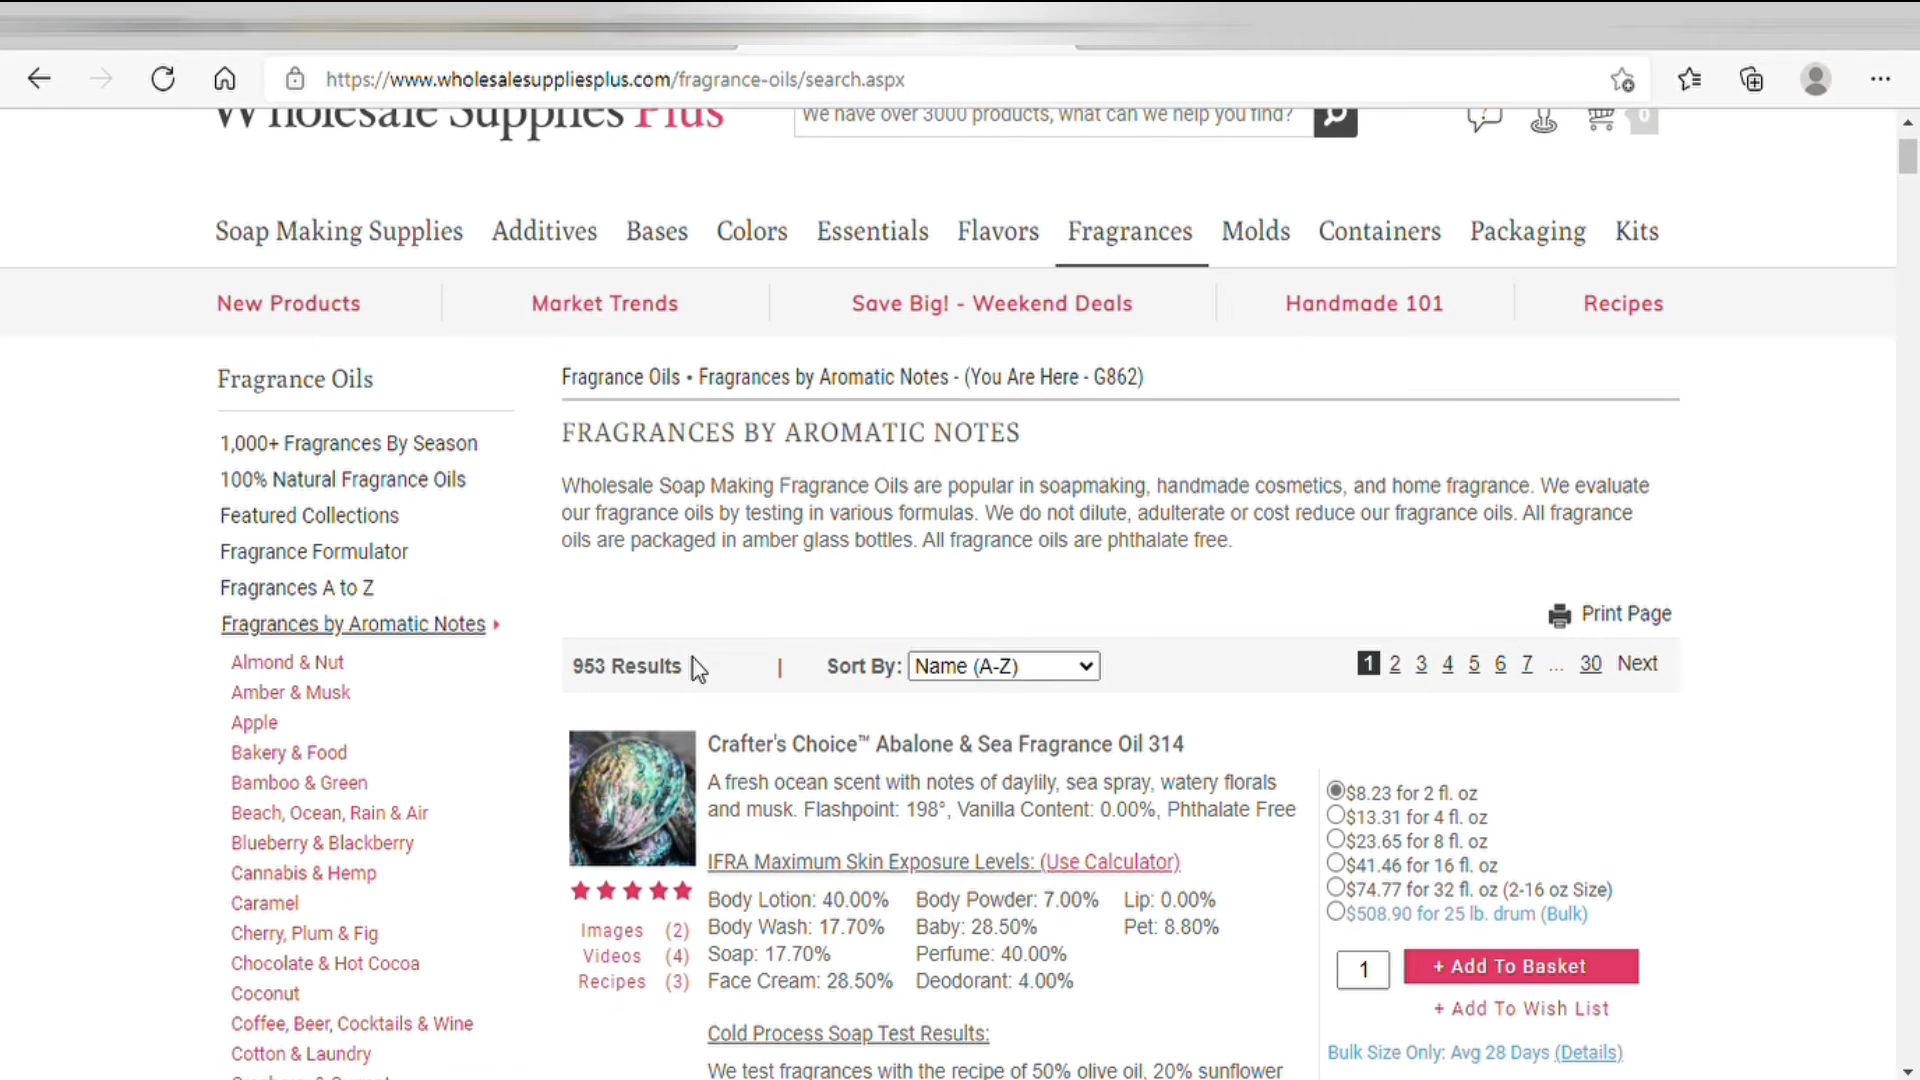 https://www.wholesalesuppliesplus.com/fragrance-oils/search.aspx
Wholesale Supplies Plus
We have over 3000 products, what can we help you find?
0
Soap Making Supplies Additives Bases Colors Essentials Flavors Fragrances Molds Containers Packaging Kits
New Products Market Trends Save Big! - Weekend Deals Handmade 101 Recipes
Fragrance Oils
1,000+ Fragrances By Season
100% Natural Fragrance Oils
Featured Collections
Fragrance Formulator
Fragrances A to Z
Fragrances by Aromatic Notes
Almond & Nut
Amber & Musk
Apple
Bakery & Food
Bamboo & Green
Beach, Ocean, Rain & Air
Blueberry & Blackberry
Cannabis & Hemp
Caramel
Cherry, Plum & Fig
Chocolate & Hot Cocoa
Coconut
Coffee, Beer, Cocktails & Wine
Cotton & Laundry
Fragrance Oils • Fragrances by Aromatic Notes - (You Are Here - G862)
FRAGRANCES BY AROMATIC NOTES
Wholesale Soap Making Fragrance Oils are popular in soapmaking, handmade cosmetics, and home fragrance. We evaluate
our fragrance oils by testing in various formulas. We do not dilute, adulterate or cost reduce our fragrance oils. All fragrance
oils are packaged in amber glass bottles. All fragrance oils are phthalate free.
Print Page
953 Results | Sort By: Name (A-Z) 1 2 3 4 5 6 7 ... 30 Next
Crafter's Choice™ Abalone & Sea Fragrance Oil 314
A fresh ocean scent with notes of daylily, sea spray, watery florals
and musk. Flashpoint: 198°, Vanilla Content: 0.00%, Phthalate Free
IFRA Maximum Skin Exposure Levels: (Use Calculator)
Body Lotion: 40.00% Body Powder: 7.00% Lip: 0.00%
Body Wash: 17.70% Baby: 28.50% Pet: 8.80%
Soap: 17.70% Perfume: 40.00%
Face Cream: 28.50% Deodorant: 4.00%
Images (2)
Videos (4)
Recipes (3)
Cold Process Soap Test Results:
We test fragrances with the recipe of 50% olive oil, 20% sunflower
$8.23 for 2 fl. oz
$13.31 for 4 fl. oz
$23.65 for 8 fl. oz
$41.46 for 16 fl. oz
$74.77 for 32 fl. oz (2-16 oz Size)
$508.90 for 25 lb. drum (Bulk)
1 + Add To Basket
+ Add To Wish List
Bulk Size Only: Avg 28 Days (Details)